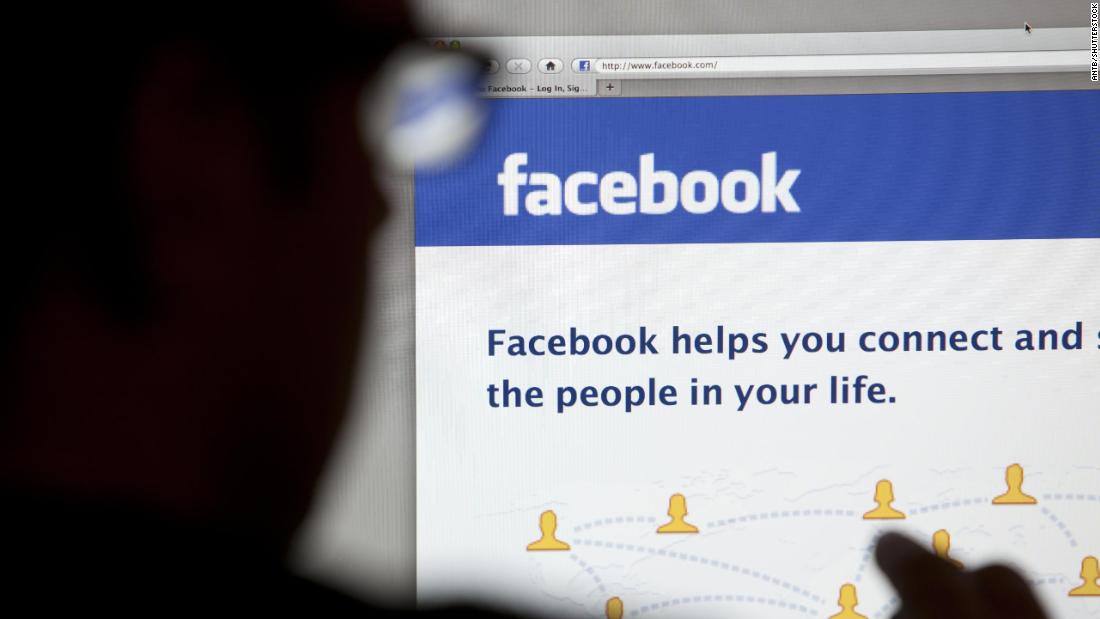 http://www.facebook.com/
Facebook – Log In, Sig...
facebook
Facebook helps you connect and
the people in your life.
ANTB/SHUTTERSTOCK